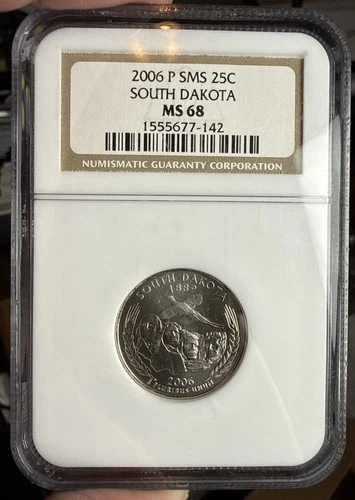 2006 P SMS 25C
SOUTH DAKOTA
MS 68
1555677-142
NUMISMATIC GUARANTY CORPORATION
SOUTH DAKOTA
1889
2006
E PLURIBUS UNUM